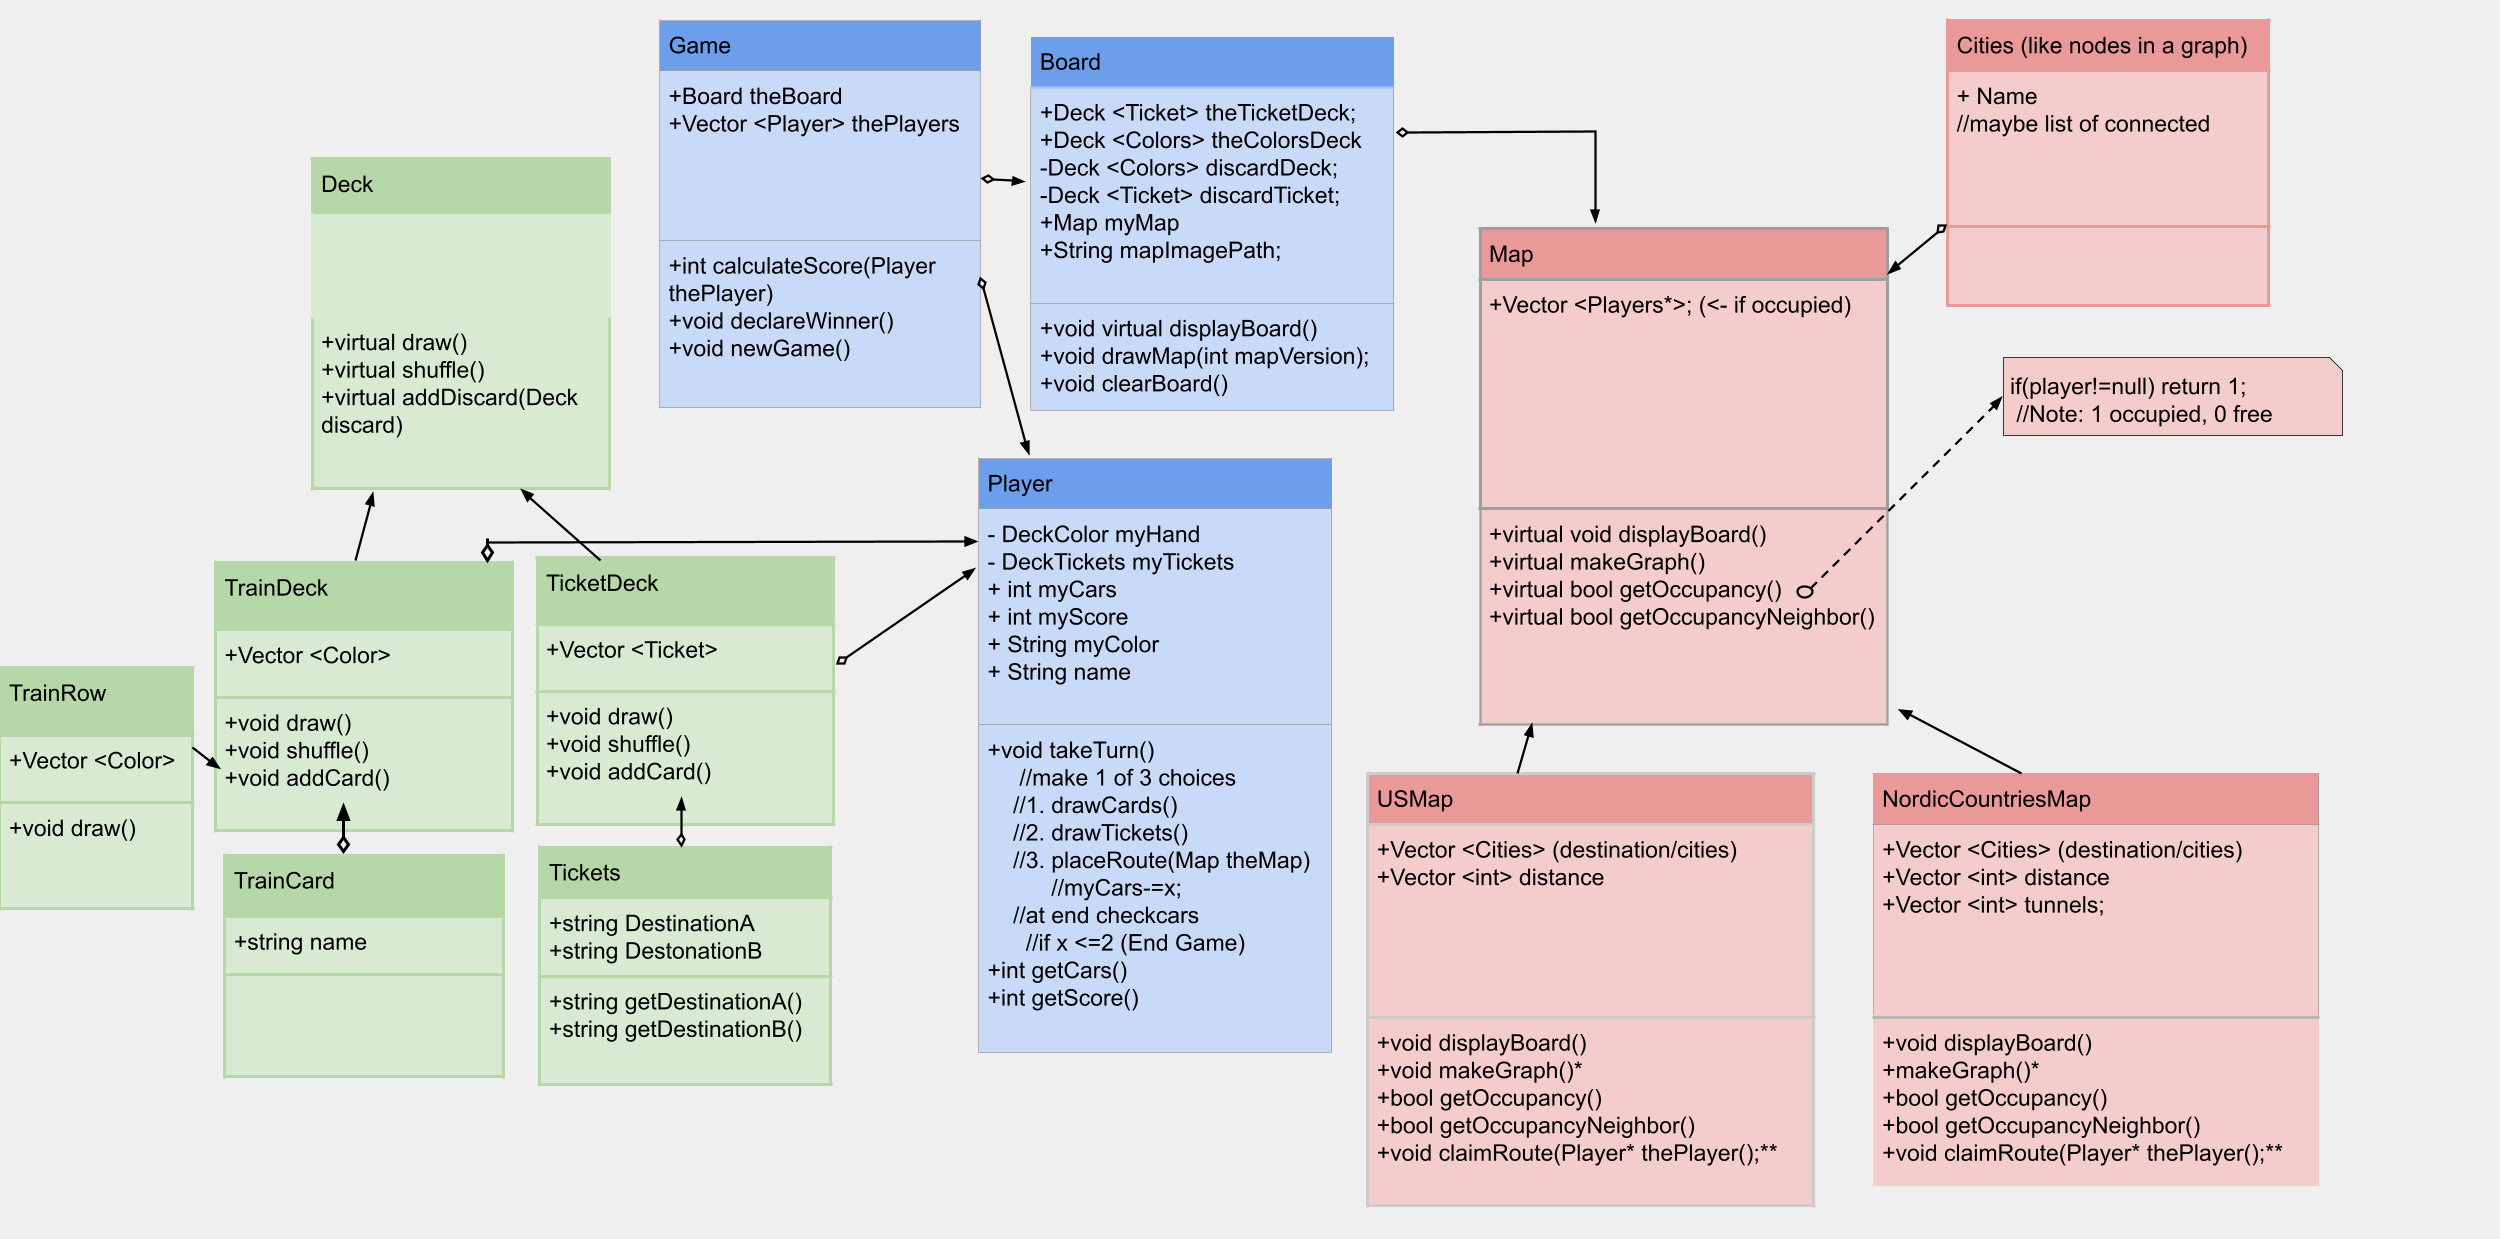 Game
+Board theBoard
+Vector <Player> thePlayers
+int calculateScore(Player
thePlayer)
+void declareWinner()
+void newGame()
Board
+Deck <Ticket> theTicketDeck;
+Deck <Colors> theColorsDeck
-Deck <Colors> discardDeck;
-Deck <Ticket> discardTicket;
+Map myMap
+String mapImagePath;
+void virtual displayBoard()
+void drawMap(int mapVersion);
+void clearBoard()
Cities (like nodes in a graph)
+ Name
//maybe list of connected
Deck
+virtual draw()
+virtual shuffle()
+virtual addDiscard(Deck
discard)
Map
+Vector <Players*>; (<- if occupied)
+virtual void displayBoard()
+virtual makeGraph()
+virtual bool getOccupancy()
+virtual bool getOccupancyNeighbor()
if(player!=null) return 1;
//Note: 1 occupied, 0 free
Player
- DeckColor myHand
- DeckTickets myTickets
+ int myCars
+ int myScore
+ String myColor
+ String name
+void takeTurn()
//make 1 of 3 choices
//1. drawCards()
//2. drawTickets()
//3. placeRoute(Map theMap)
//myCars-=x;
//at end checkcars
//if x <=2 (End Game)
+int getCars()
+int getScore()
TrainDeck
+Vector <Color>
+void draw()
+void shuffle()
+void addCard()
TicketDeck
+Vector <Ticket>
+void draw()
+void shuffle()
+void addCard()
TrainRow
+Vector <Color>
+void draw()
TrainCard
+string name
Tickets
+string DestinationA
+string DestonationB
+string getDestinationA()
+string getDestinationB()
USMap
+Vector <Cities> (destination/cities)
+Vector <int> distance
+void displayBoard()
+void makeGraph()*
+bool getOccupancy()
+bool getOccupancyNeighbor()
+void claimRoute(Player* thePlayer();**
NordicCountriesMap
+Vector <Cities> (destination/cities)
+Vector <int> distance
+Vector <int> tunnels;
+void displayBoard()
+makeGraph()*
+bool getOccupancy()
+bool getOccupancyNeighbor()
+void claimRoute(Player* thePlayer();**